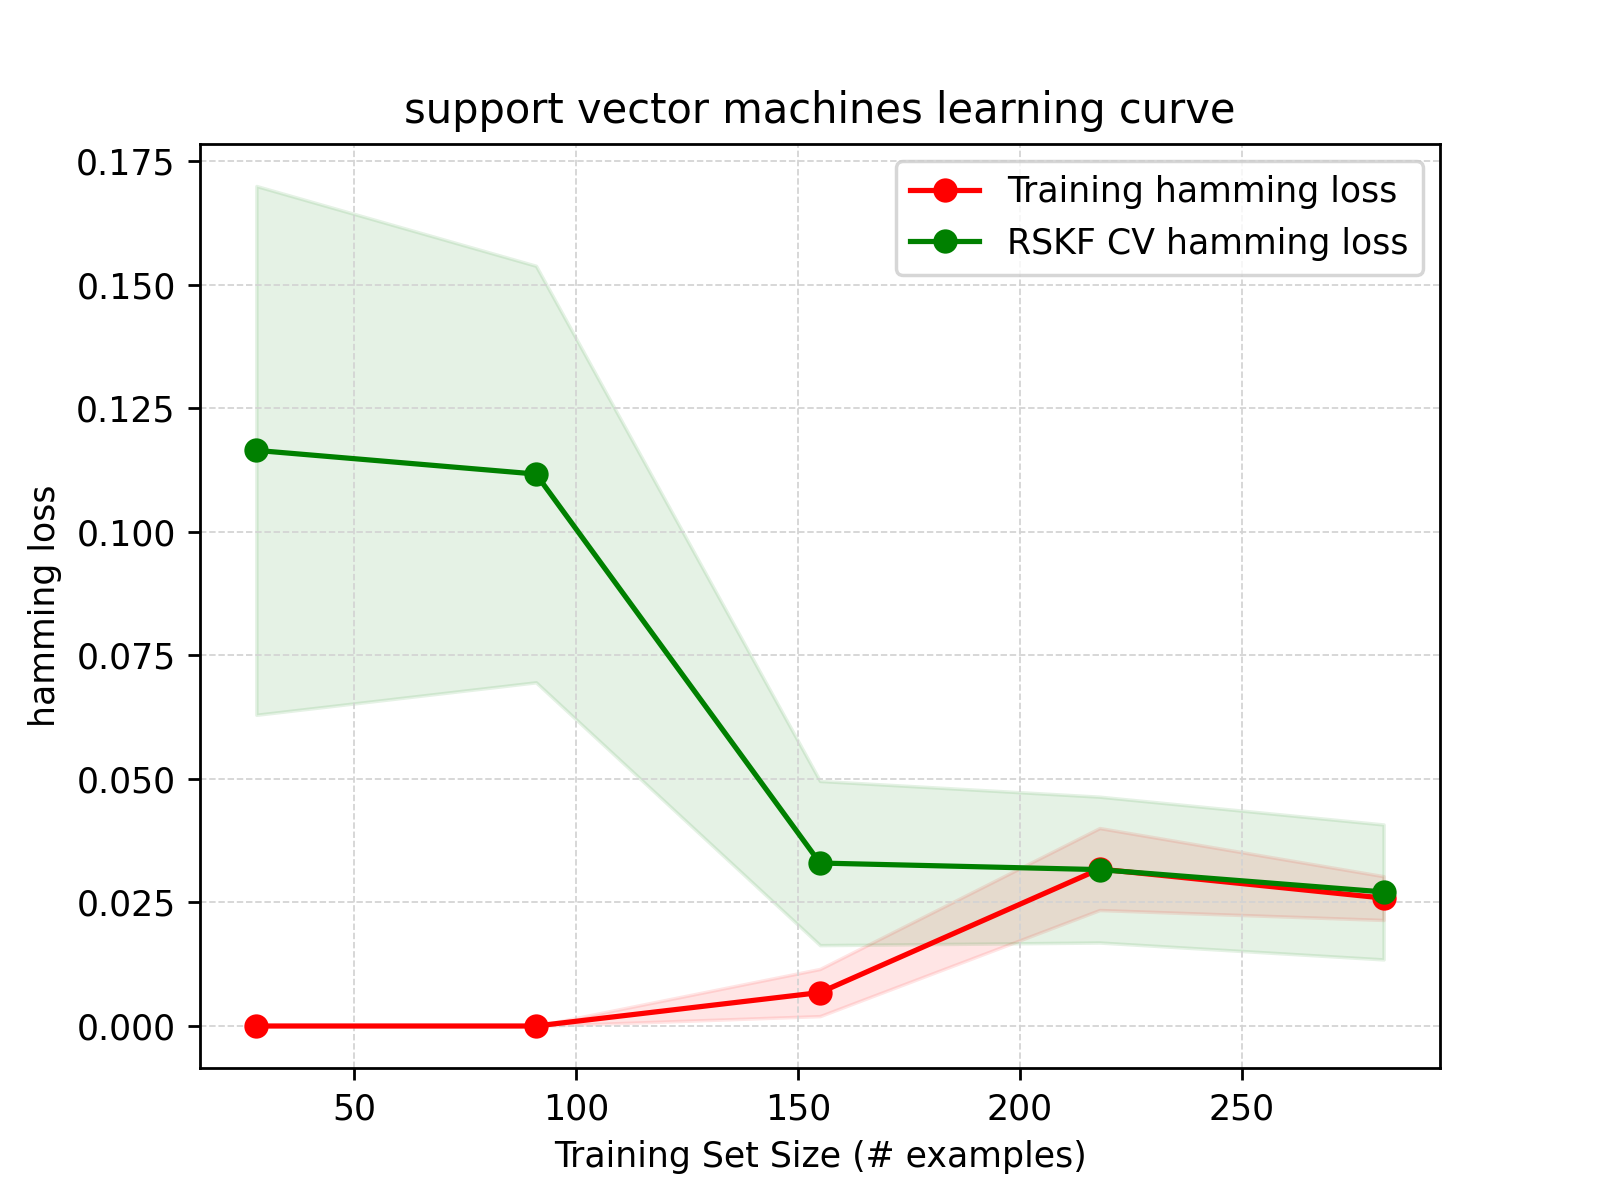 support vector machines learning curve
Training hamming loss
RSKF CV hamming loss
hamming loss
0.175
0.150
0.125
0.100
0.075
0.050
0.025
0.000
50 100 150 200 250
Training Set Size (# examples)